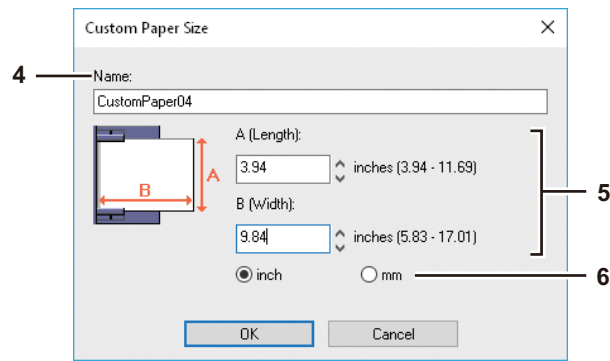 Custom Paper Size
4
Name:
CustomPaper04
A (Length):
3.94 inches (3.94 - 11.69)
A
B
5
B (Width):
9.84 inches (5.83 - 17.01)
inch mm
6
OK Cancel